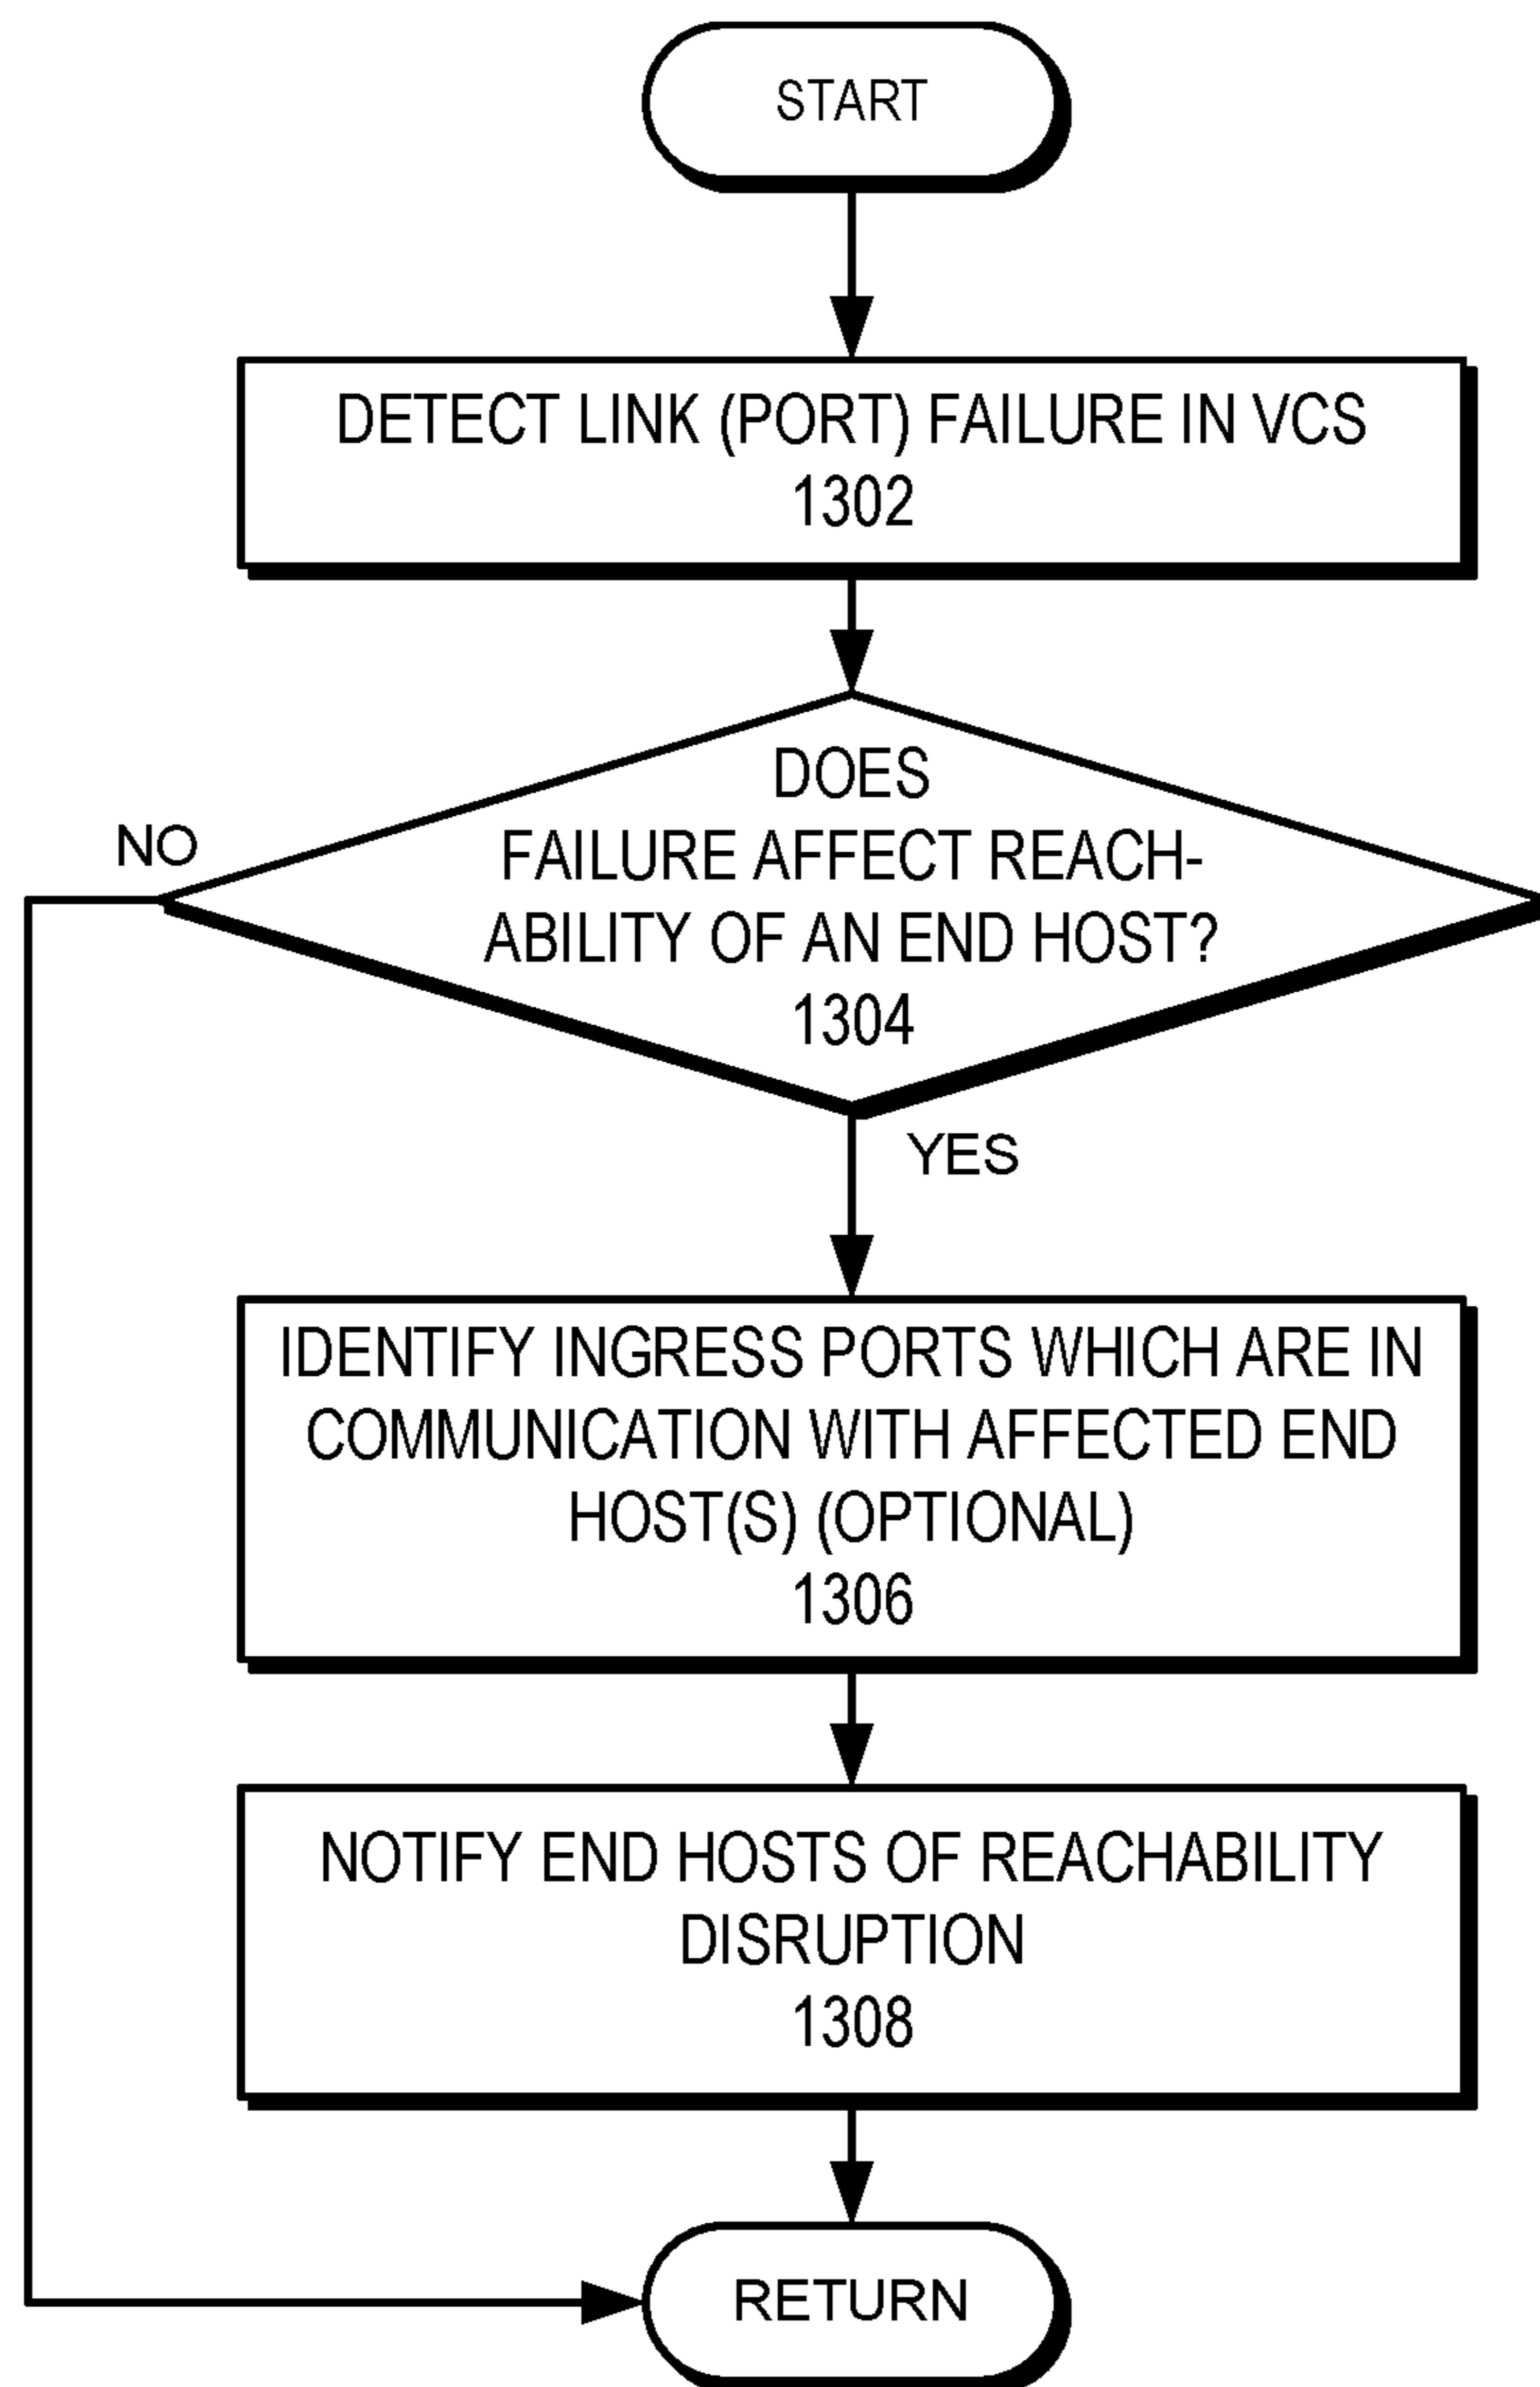 START
DETECT LINK (PORT) FAILURE IN VCS
1302
DOES
FAILURE AFFECT REACH-
ABILITY OF AN END HOST?
1304
NO
YES
IDENTIFY INGRESS PORTS WHICH ARE IN
COMMUNICATION WITH AFFECTED END
HOST(S) (OPTIONAL)
1306
NOTIFY END HOSTS OF REACHABILITY
DISRUPTION
1308
RETURN